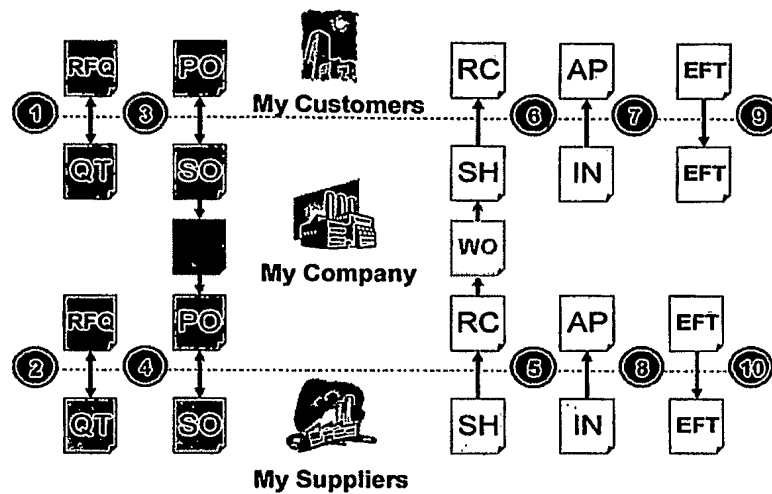 RFQ PO RC AP EFT
My Customers
1 3 6 7 9
QT SO SH IN EFT
WO
My Company
RFQ PO RC AP EFT
2 4 5 8 10
QT SO SH IN EFT
My Suppliers